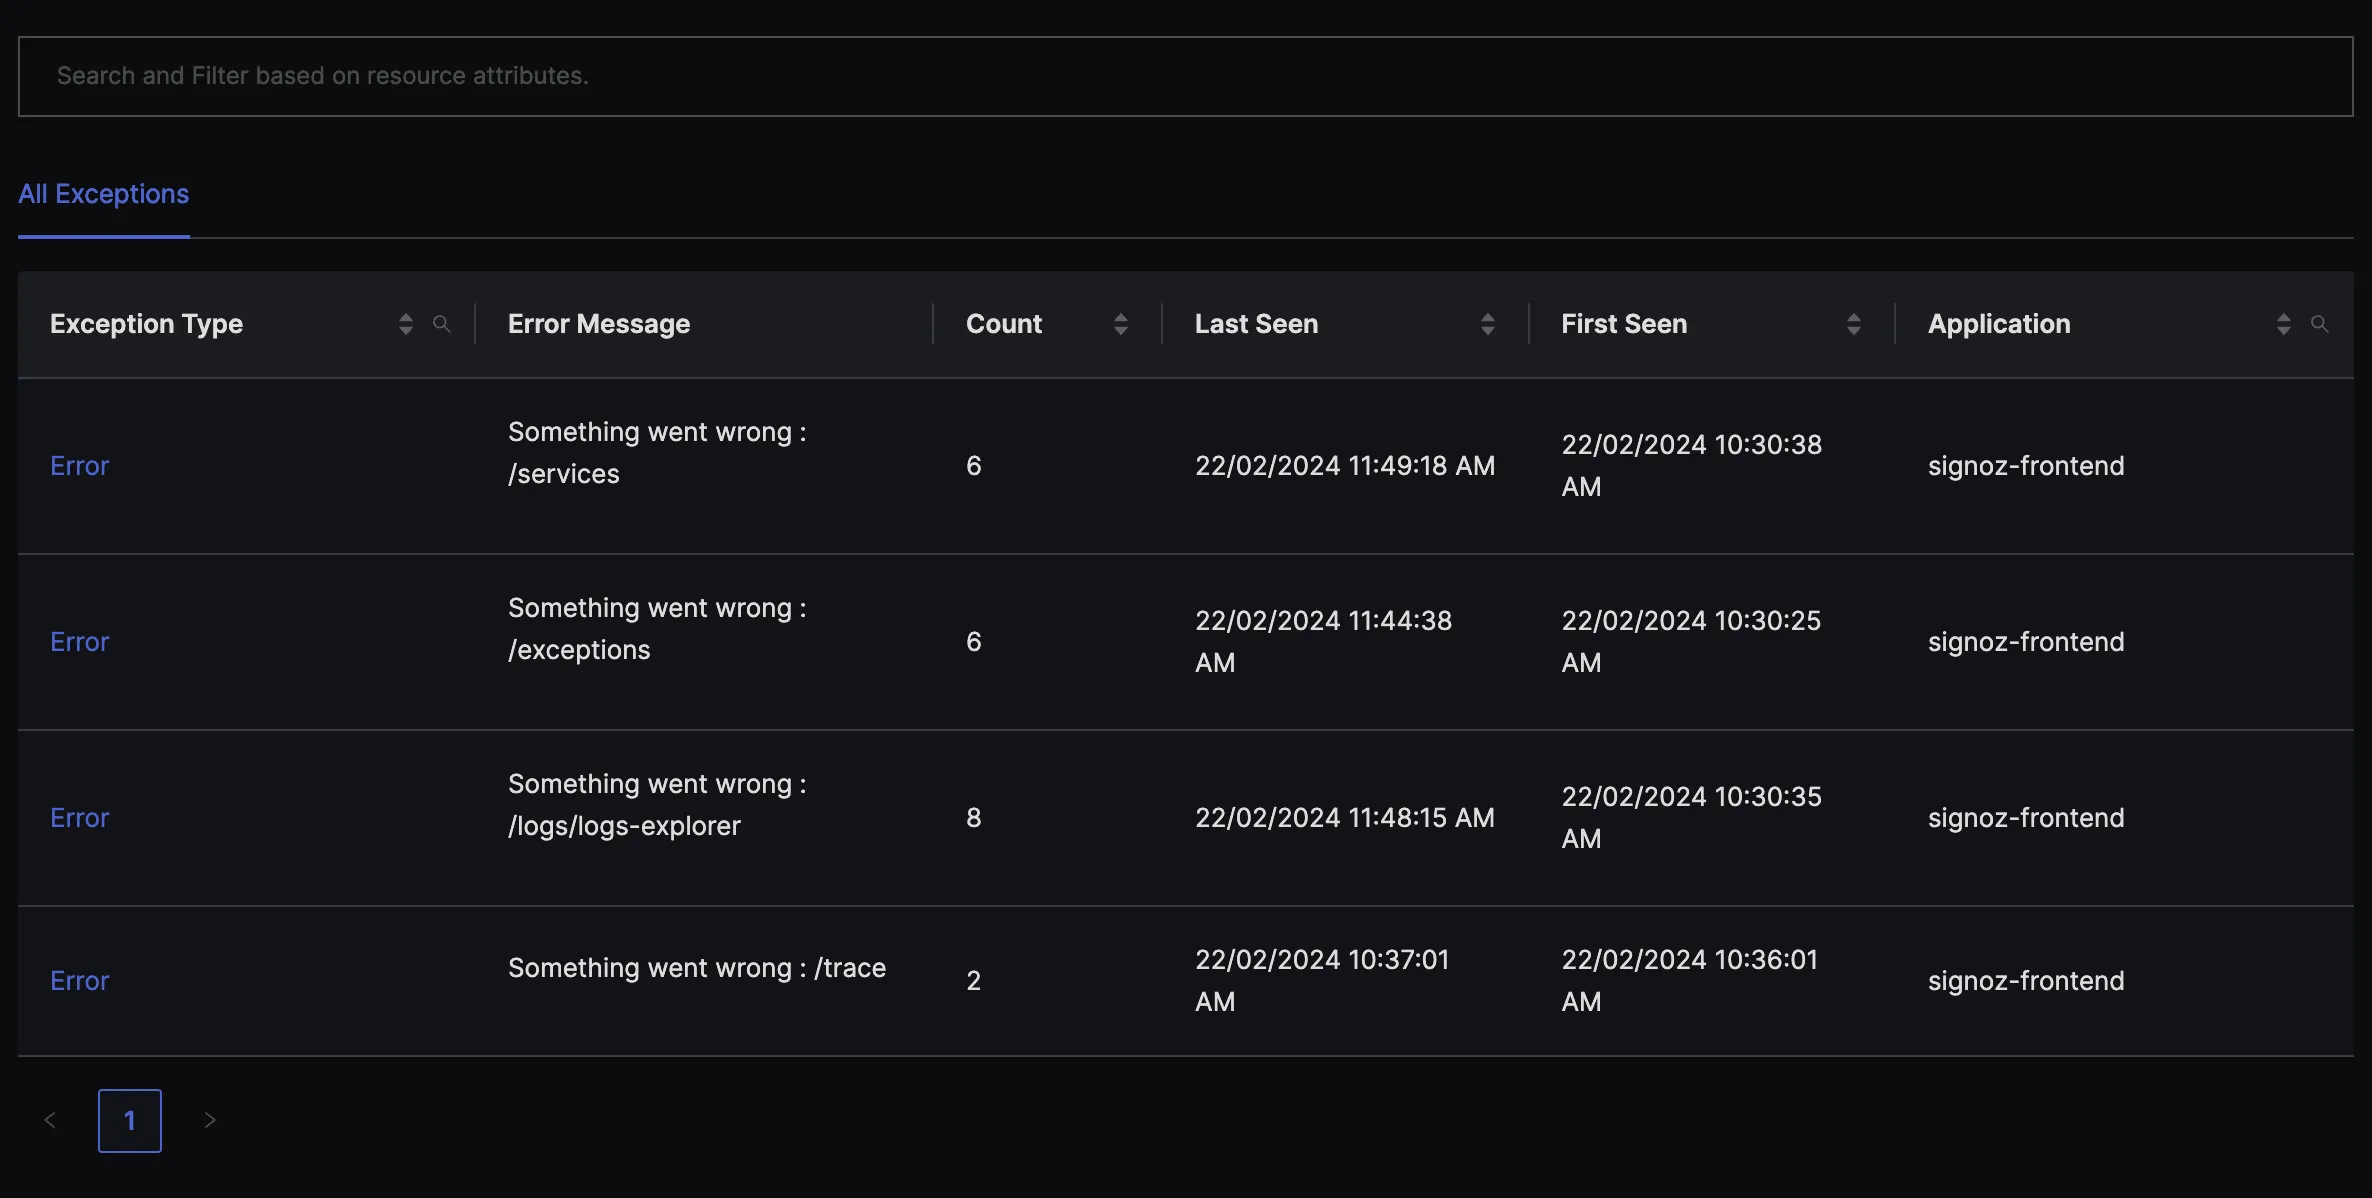 Search and Filter based on resource attributes.
All Exceptions
Exception Type
Error Message
Count
Last Seen
First Seen
Application
Error
Something went wrong :
/services
6
22/02/2024 11:49:18 AM
22/02/2024 10:30:38
AM
signoz-frontend
Error
Something went wrong :
/exceptions
6
22/02/2024 11:44:38
AM
22/02/2024 10:30:25
AM
signoz-frontend
Error
Something went wrong :
/logs/logs-explorer
8
22/02/2024 11:48:15 AM
22/02/2024 10:30:35
AM
signoz-frontend
Error
Something went wrong : /trace
2
22/02/2024 10:37:01
AM
22/02/2024 10:36:01
AM
signoz-frontend
1